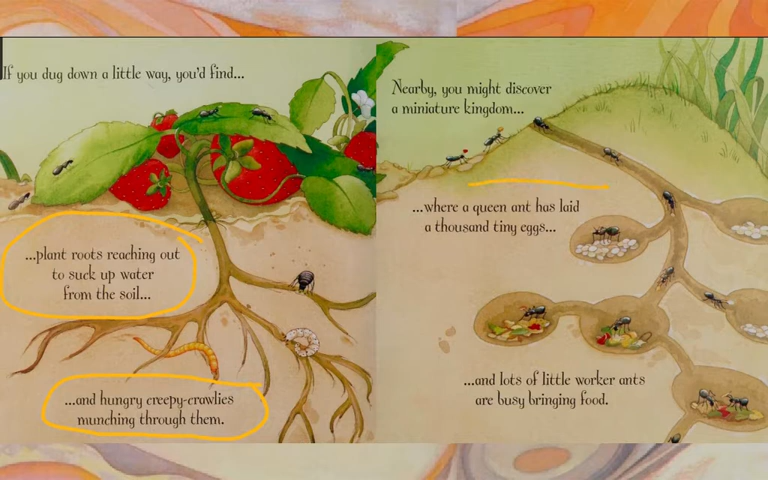 If you dug down a little way, you'd find...
...plant roots reaching out
to suck up water
from the soil...
...and hungry creepy-crawlies
munching through them.
Nearby, you might discover
a miniature kingdom...
...where a queen ant has laid
a thousand tiny eggs...
...and lots of little worker ants
are busy bringing food.